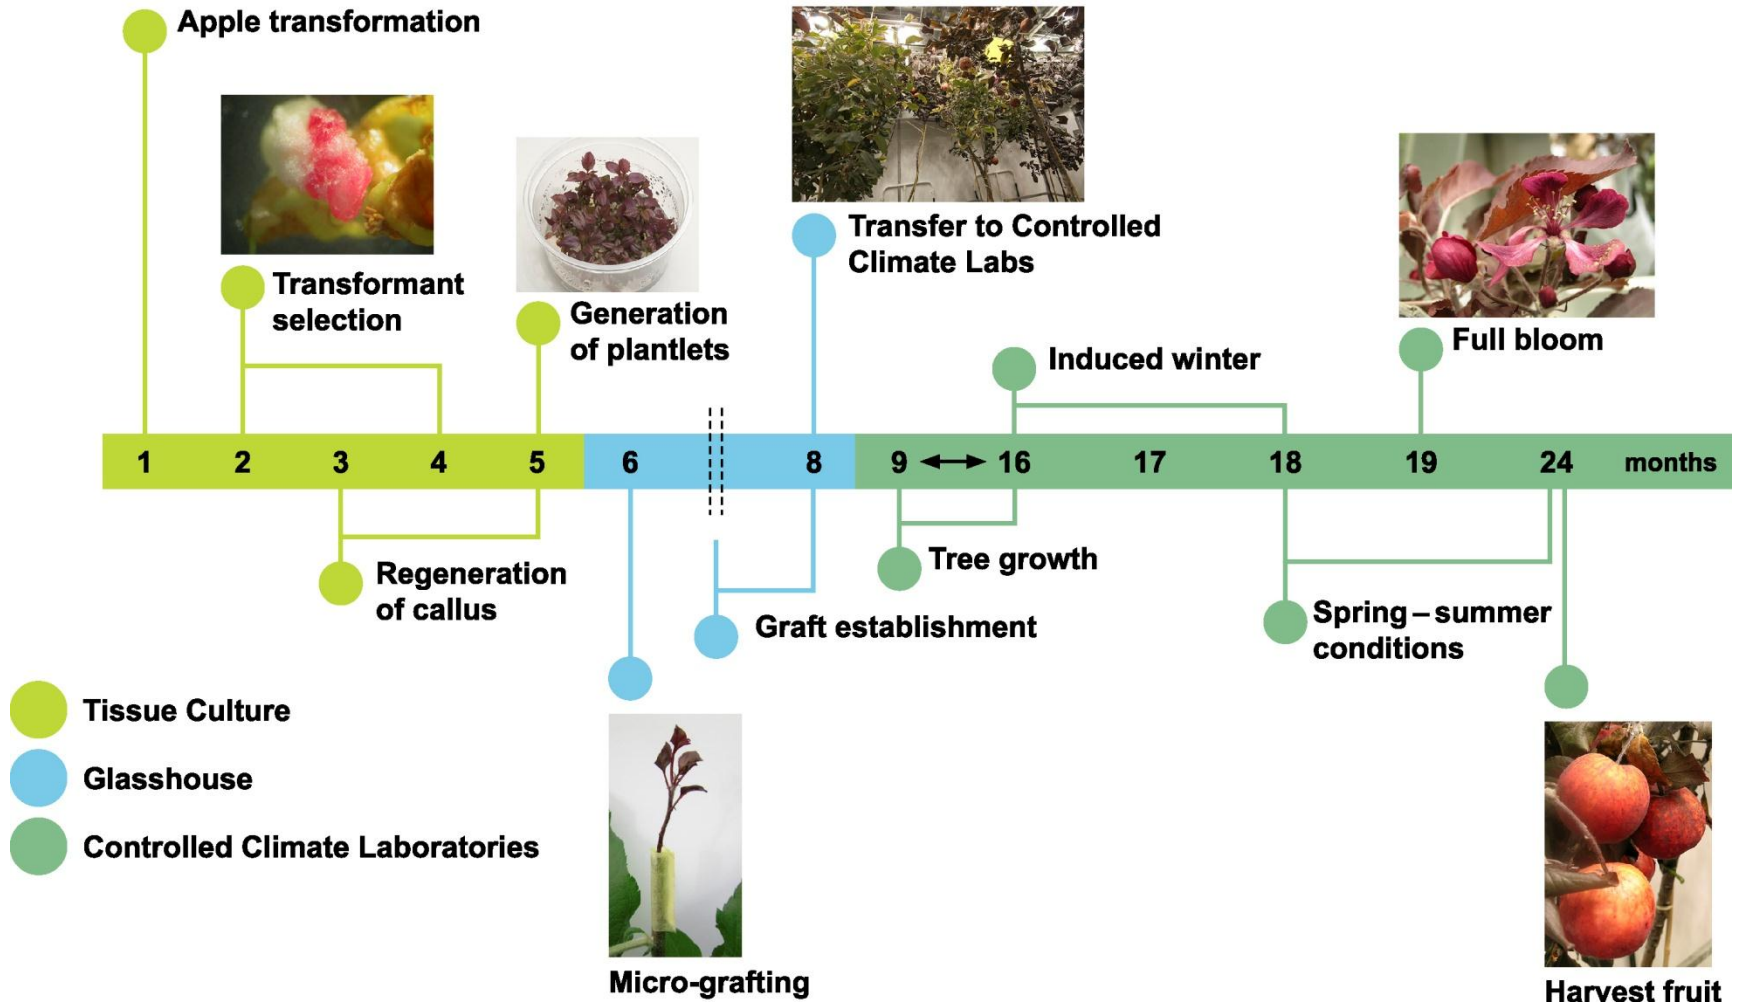 Apple transformation
Transformant
selection
Generation
of plantlets
Transfer to Controlled
Climate Labs
Induced winter
Full bloom
1 2 3 4 5 6 8 9 16 17 18 19 24 months
Regeneration
of callus
Graft establishment
Tree growth
Spring – summer
conditions
Tissue Culture
Glasshouse
Controlled Climate Laboratories
Micro-grafting
Harvest fruit